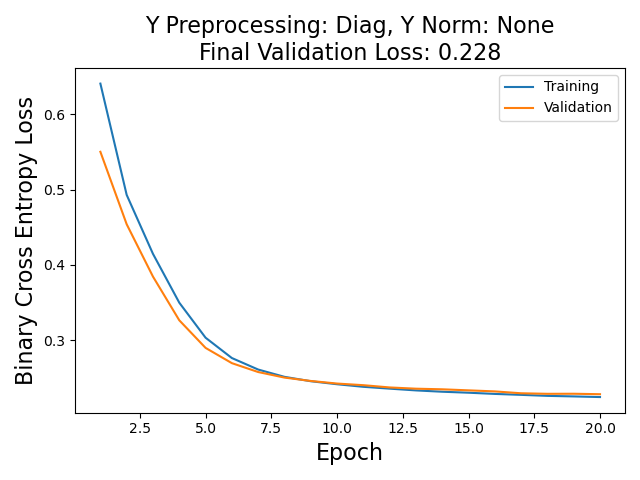 Y Preprocessing: Diag, Y Norm: None
Final Validation Loss: 0.228
Training
Validation
Binary Cross Entropy Loss
0.6
0.5
0.4
0.3
2.5 5.0 7.5 10.0 12.5 15.0 17.5 20.0
Epoch